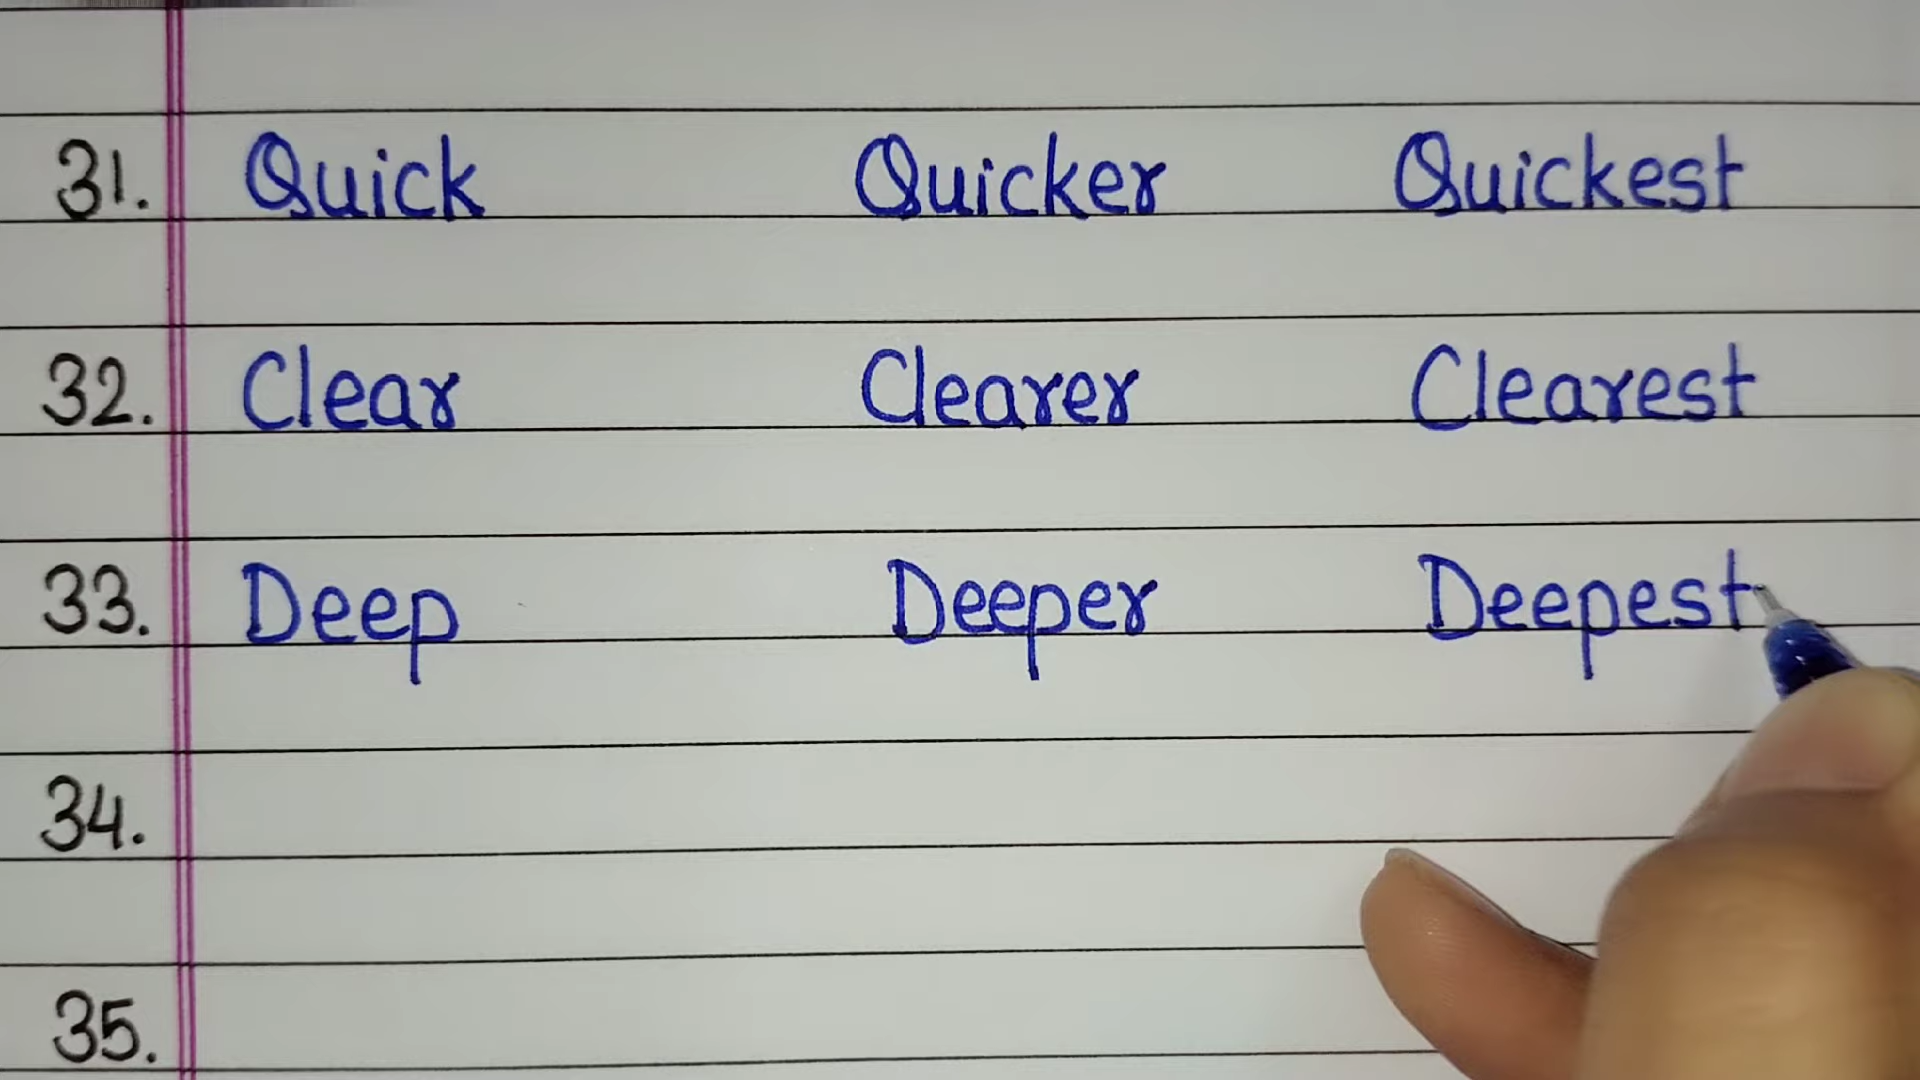 31. Quick Quicker Quickest
32. Clear Clearer Clearest
33. Deep Deeper Deepest
34.
35.